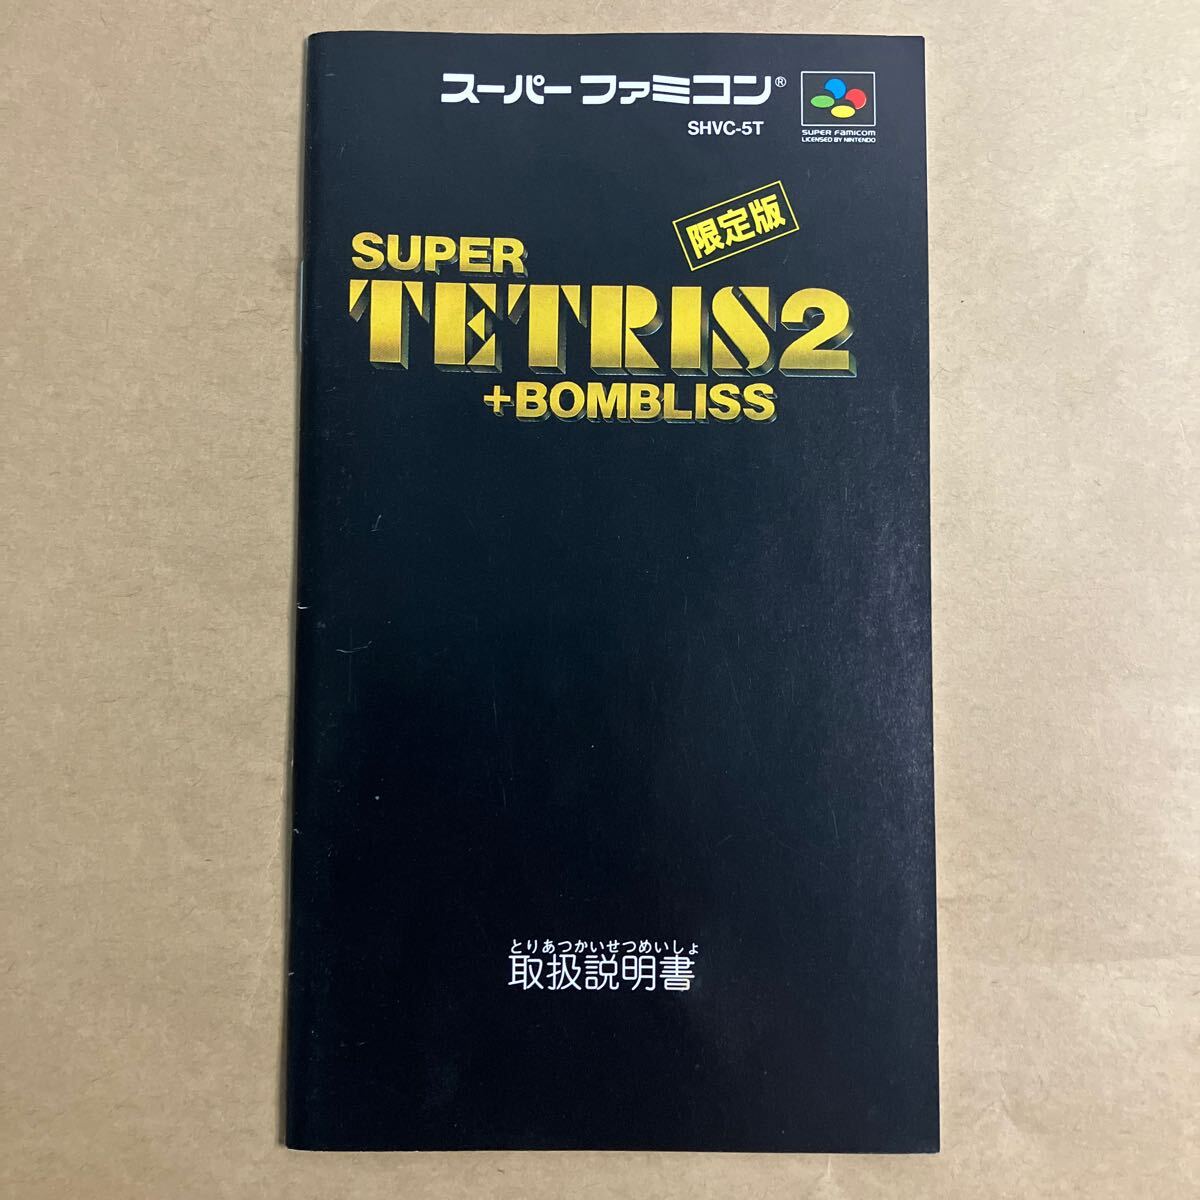 スーパーファミコン®
SHVC-5T
SUPER FAMICOM
LICENSED BY NINTENDO
限定版
SUPER
TETRIS2
+BOMBLISS
とりあつかいせつめいしょ
取扱説明書